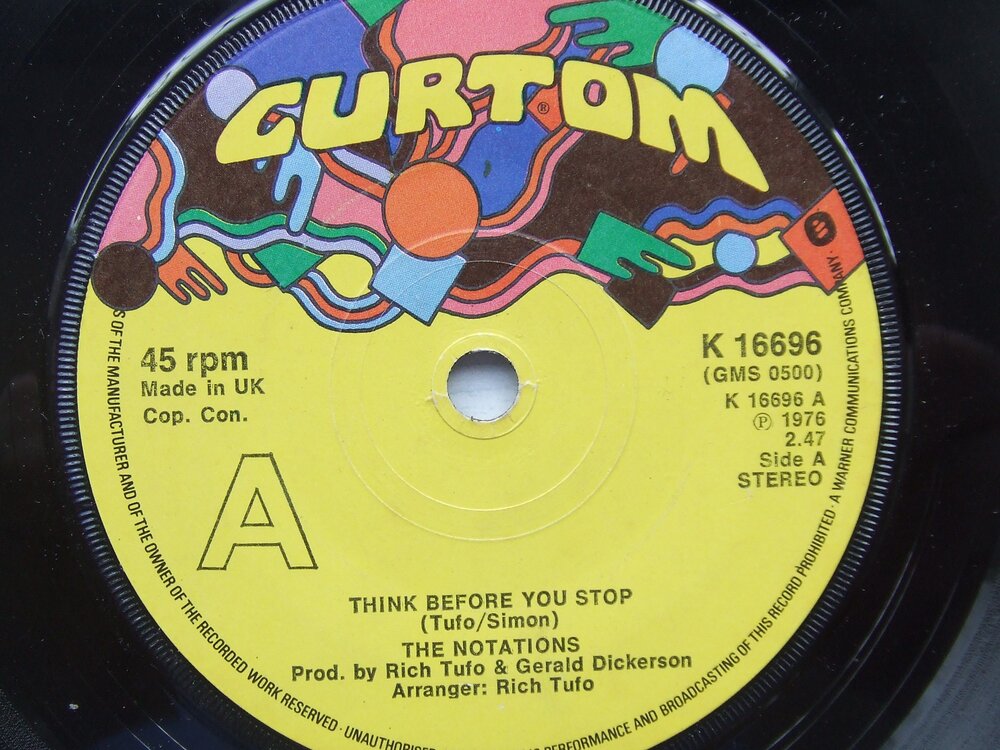 CURTOM
®
45 rpm
Made in UK
Cop. Con.
A
K 16696
(GMS 0500)
K 16696 A
℗ 1976
2.47
Side A
STEREO
THINK BEFORE YOU STOP
(Tufo/Simon)
THE NOTATIONS
Prod. by Rich Tufo & Gerald Dickerson
Arranger: Rich Tufo
S OF THE MANUFACTURER AND OF THE OWNER OF THE RECORDED WORK RESERVED · UNAUTHORISE
PERFORMANCE AND BROADCASTING OF THIS RECORD PROHIBITED · A WARNER COMMUNICATIONS COMPANY